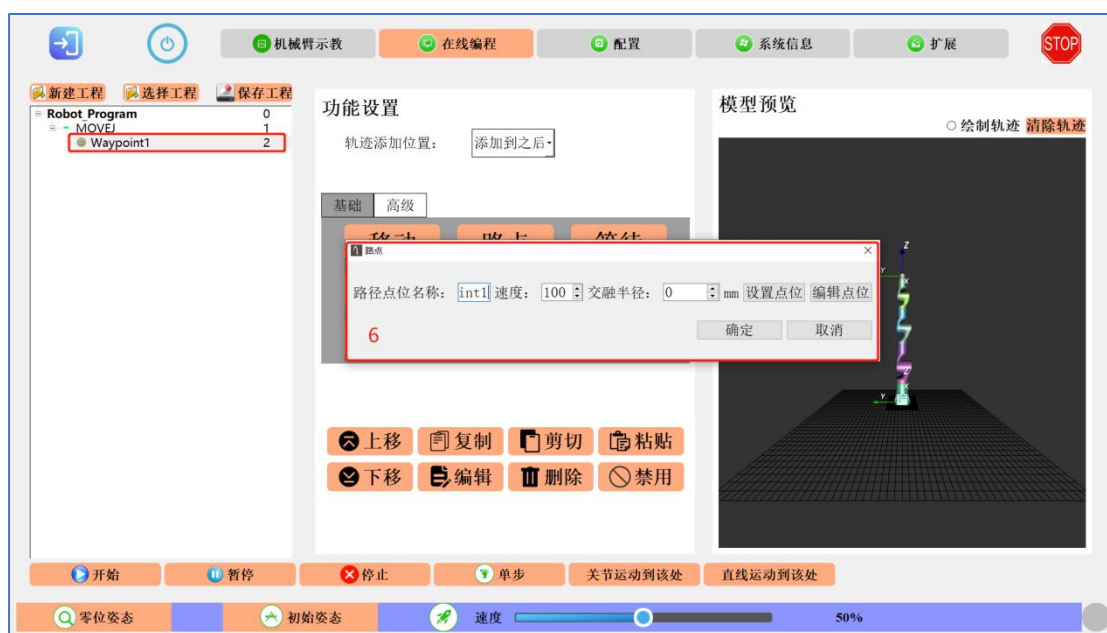 机械臂示教 在线编程 配置 系统信息 扩展 STOP
新建工程 选择工程 保存工程
Robot_Program 0
MOVEJ 1
Waypoint1 2
功能设置
轨迹添加位置： 添加到之后
基础 高级
路点
路径点位名称： int1 速度： 100 交融半径： 0 mm 设置点位 编辑点位
6
确定 取消
上移 复制 剪切 粘贴
下移 编辑 删除 禁用
模型预览
绘制轨迹 清除轨迹
Z
Y
X
Z
X
Y
开始 暂停 停止 单步 关节运动到该处 直线运动到该处
零位姿态 初始姿态 速度 50%